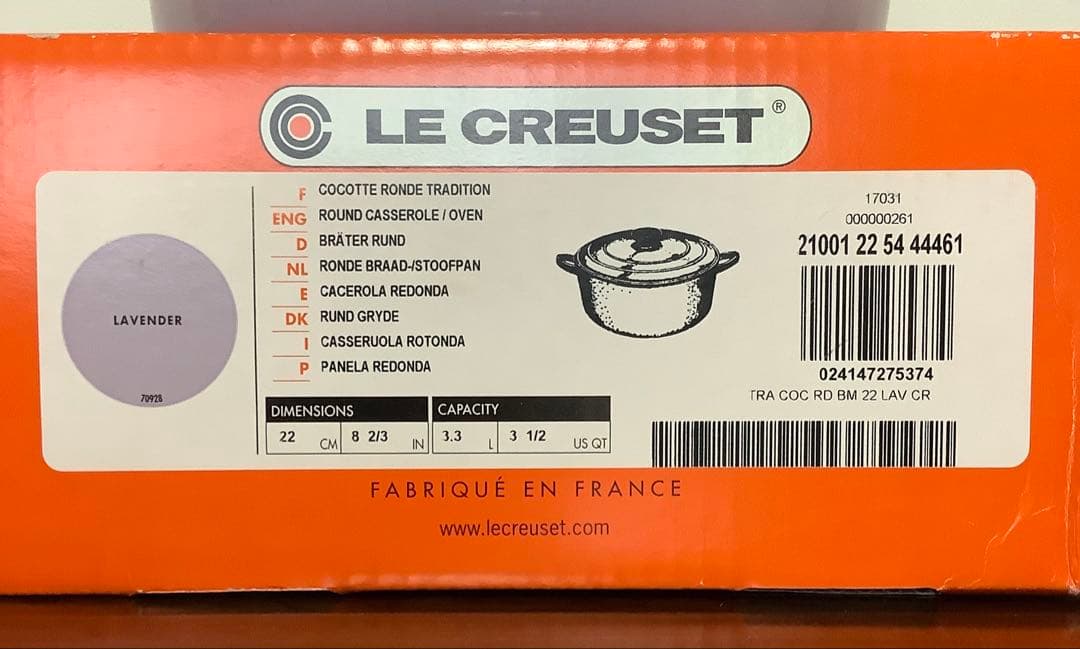 LE CREUSET®
LAVENDER
70928
F COCOTTE RONDE TRADITION
ENG ROUND CASSEROLE / OVEN
D BRÄTER RUND
NL RONDE BRAAD-/STOOFPAN
E CACEROLA REDONDA
DK RUND GRYDE
I CASSERUOLA ROTONDA
P PANELA REDONDA
DIMENSIONS CAPACITY
22 CM 8 2/3 IN 3.3 L 3 1/2 US QT
17031
000000261
21001 22 54 44461
024147275374
TRA COC RD BM 22 LAV CR
FABRIQUÉ EN FRANCE
www.lecreuset.com